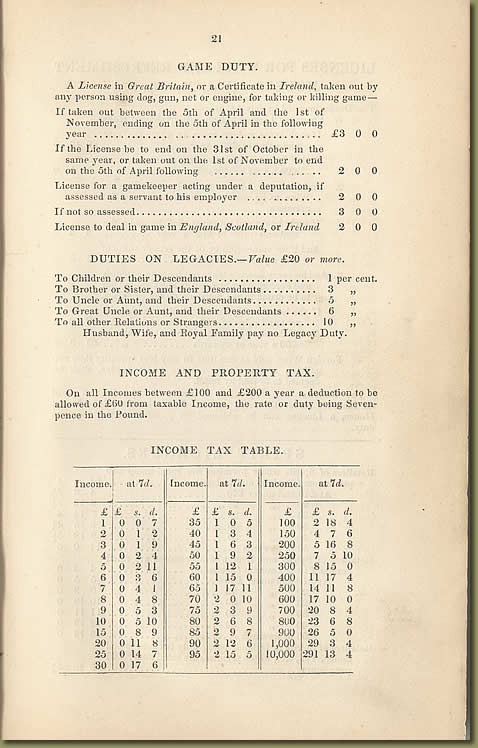 21
GAME DUTY.
A License in Great Britain, or a Certificate in Ireland, taken out by
any person using dog, gun, net or engine, for taking or killing game—
If taken out between the 5th of April and the 1st of
November, ending on the 5th of April in the following
year .......... £3 0 0
If the License be to end on the 31st of October in the
same year, or taken out on the 1st of November to end
on the 5th of April following .......... 2 0 0
License for a gamekeeper acting under a deputation, if
assessed as a servant to his employer .......... 2 0 0
If not so assessed .......... 3 0 0
License to deal in game in England, Scotland, or Ireland 2 0 0
DUTIES ON LEGACIES.—Value £20 or more.
To Children or their Descendants .......... 1 per cent.
To Brother or Sister, and their Descendants .......... 3 „
To Uncle or Aunt, and their Descendants .......... 5 „
To Great Uncle or Aunt, and their Descendants ...... 6 „
To all other Relations or Strangers .......... 10 „
Husband, Wife, and Royal Family pay no Legacy Duty.
INCOME AND PROPERTY TAX.
On all Incomes between £100 and £200 a year a deduction to be
allowed of £60 from taxable Income, the rate or duty being Seven-
pence in the Pound.
INCOME TAX TABLE.
Income. at 7d. Income. at 7d. Income. at 7d.
£ £ s. d. £ £ s. d. £ £ s. d.
1 0 0 7 35 1 0 5 100 2 18 4
2 0 1 2 40 1 3 4 150 4 7 6
3 0 1 9 45 1 6 3 200 5 16 8
4 0 2 4 50 1 9 2 250 7 5 10
5 0 2 11 55 1 12 1 300 8 15 0
6 0 3 6 60 1 15 0 400 11 17 4
7 0 4 1 65 1 17 11 500 14 11 8
8 0 4 8 70 2 0 10 600 17 10 0
9 0 5 3 75 2 3 9 700 20 8 4
10 0 5 10 80 2 6 8 800 23 6 8
15 0 8 9 85 2 9 7 900 26 5 0
20 0 11 8 90 2 12 6 1,000 29 3 4
25 0 14 7 95 2 15 5 10,000 291 13 4
30 0 17 6